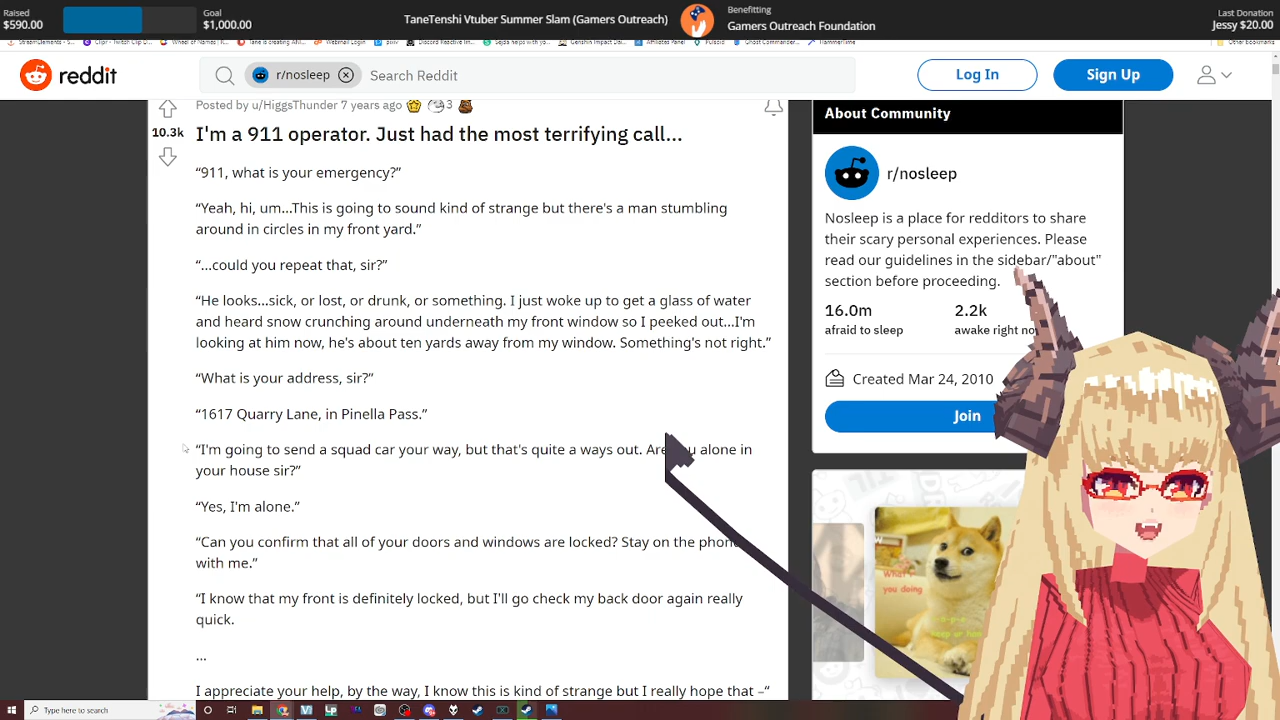 Raised
$590.00
Goal
$1,000.00
TaneTenshi Vtuber Summer Slam (Gamers Outreach)
Benefitting
Gamers Outreach Foundation
Last Donation
Jessy $20.00
Other Bookmarks
reddit
r/nosleep
Search Reddit
Log In
Sign Up
Posted by u/HiggsThunder 7 years ago
3
10.3k
I'm a 911 operator. Just had the most terrifying call...
“911, what is your emergency?”
“Yeah, hi, um...This is going to sound kind of strange but there's a man stumbling
around in circles in my front yard.”
“...could you repeat that, sir?”
“He looks...sick, or lost, or drunk, or something. I just woke up to get a glass of water
and heard snow crunching around underneath my front window so I peeked out...I'm
looking at him now, he's about ten yards away from my window. Something's not right.”
“What is your address, sir?”
“1617 Quarry Lane, in Pinella Pass.”
“I'm going to send a squad car your way, but that's quite a ways out. Are you alone in
your house sir?”
“Yes, I'm alone.”
“Can you confirm that all of your doors and windows are locked? Stay on the phone
with me.”
“I know that my front is definitely locked, but I'll go check my back door again really
quick.
...
I appreciate your help, by the way, I know this is kind of strange but I really hope that –“
About Community
r/nosleep
Nosleep is a place for redditors to share
their scary personal experiences. Please
read our guidelines in the sidebar/"about"
section before proceeding.
16.0m
afraid to sleep
2.2k
awake right no
Created Mar 24, 2010
Join
you doing
Type here to search